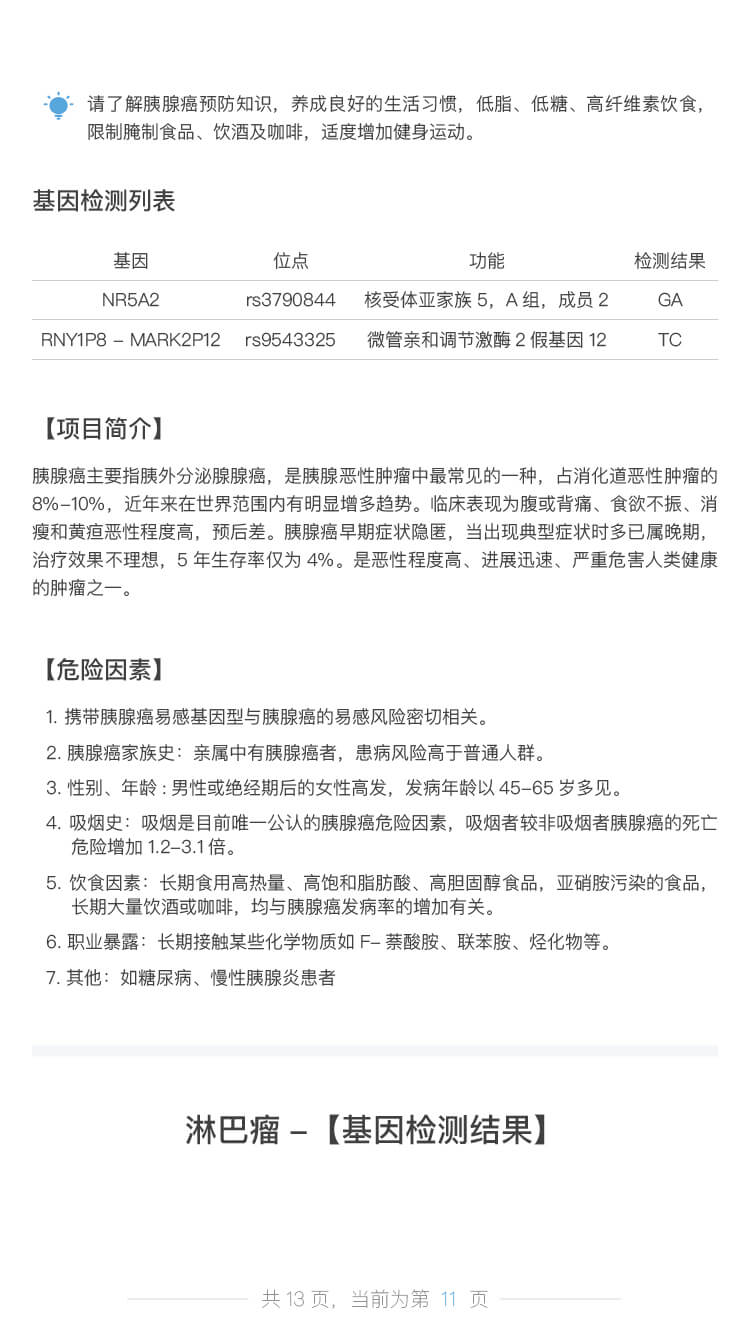 请了解胰腺癌预防知识，养成良好的生活习惯，低脂、低糖、高纤维素饮食，
限制腌制食品、饮酒及咖啡，适度增加健身运动。
基因检测列表
基因 位点 功能 检测结果
NR5A2 rs3790844 核受体亚家族 5，A 组，成员 2 GA
RNY1P8 – MARK2P12 rs9543325 微管亲和调节激酶 2 假基因 12 TC
【项目简介】
胰腺癌主要指胰外分泌腺腺癌，是胰腺恶性肿瘤中最常见的一种，占消化道恶性肿瘤的
8%–10%，近年来在世界范围内有明显增多趋势。临床表现为腹或背痛、食欲不振、消
瘦和黄疸恶性程度高，预后差。胰腺癌早期症状隐匿，当出现典型症状时多已属晚期，
治疗效果不理想，5 年生存率仅为 4%。是恶性程度高、进展迅速、严重危害人类健康
的肿瘤之一。
【危险因素】
1. 携带胰腺癌易感基因型与胰腺癌的易感风险密切相关。
2. 胰腺癌家族史：亲属中有胰腺癌者，患病风险高于普通人群。
3. 性别、年龄 : 男性或绝经期后的女性高发，发病年龄以 45–65 岁多见。
4. 吸烟史：吸烟是目前唯一公认的胰腺癌危险因素，吸烟者较非吸烟者胰腺癌的死亡
危险增加 1.2–3.1 倍。
5. 饮食因素：长期食用高热量、高饱和脂肪酸、高胆固醇食品，亚硝胺污染的食品，
长期大量饮酒或咖啡，均与胰腺癌发病率的增加有关。
6. 职业暴露：长期接触某些化学物质如 F– 萘酸胺、联苯胺、烃化物等。
7. 其他：如糖尿病、慢性胰腺炎患者
淋巴瘤 –【基因检测结果】
共 13 页，当前为第 11 页